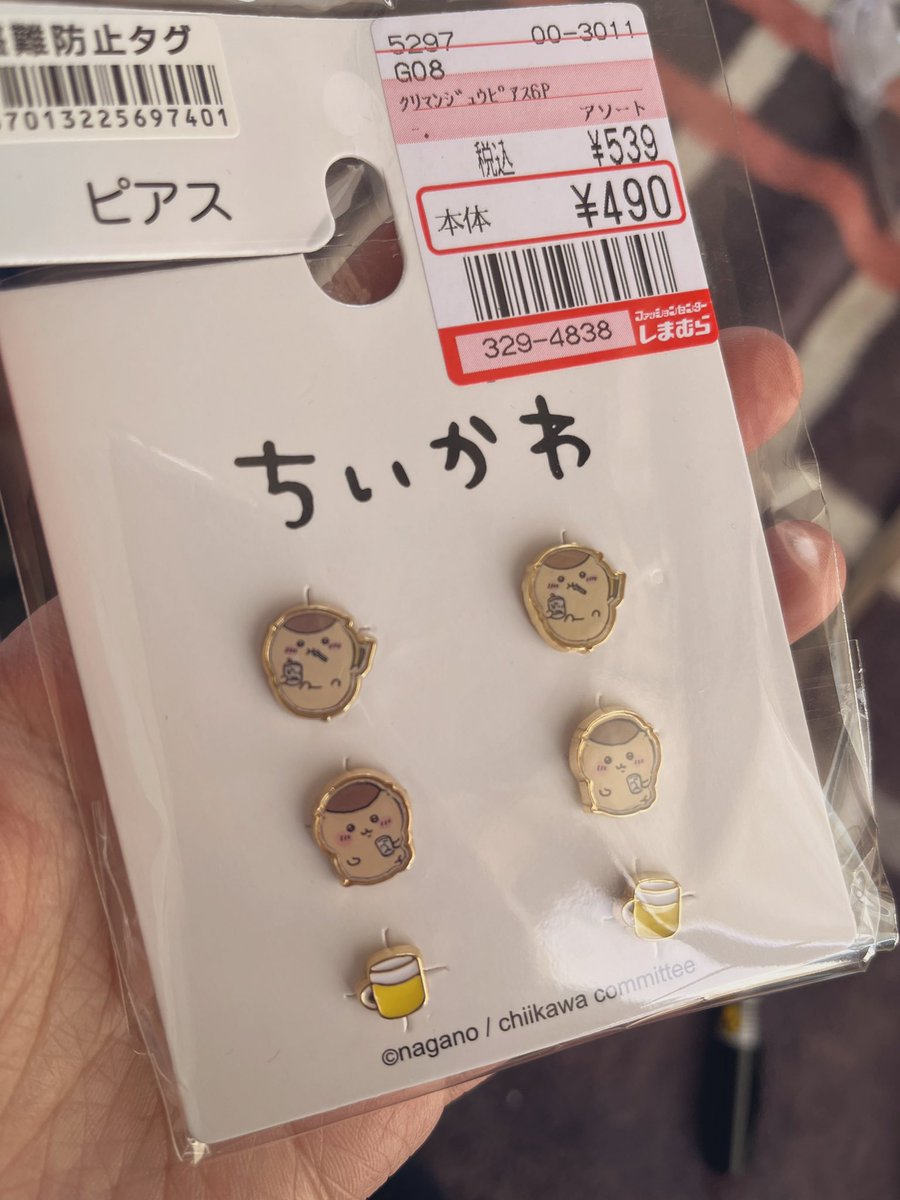 難防止タグ
7013225697401
ピアス
5297 00-3011
G08
クリマンジュウピアス6P
アソート
税込 ¥539
本体 ¥490
329-4838
ファッションセンター
しまむら
ちいかわ
©nagano / chiikawa committee